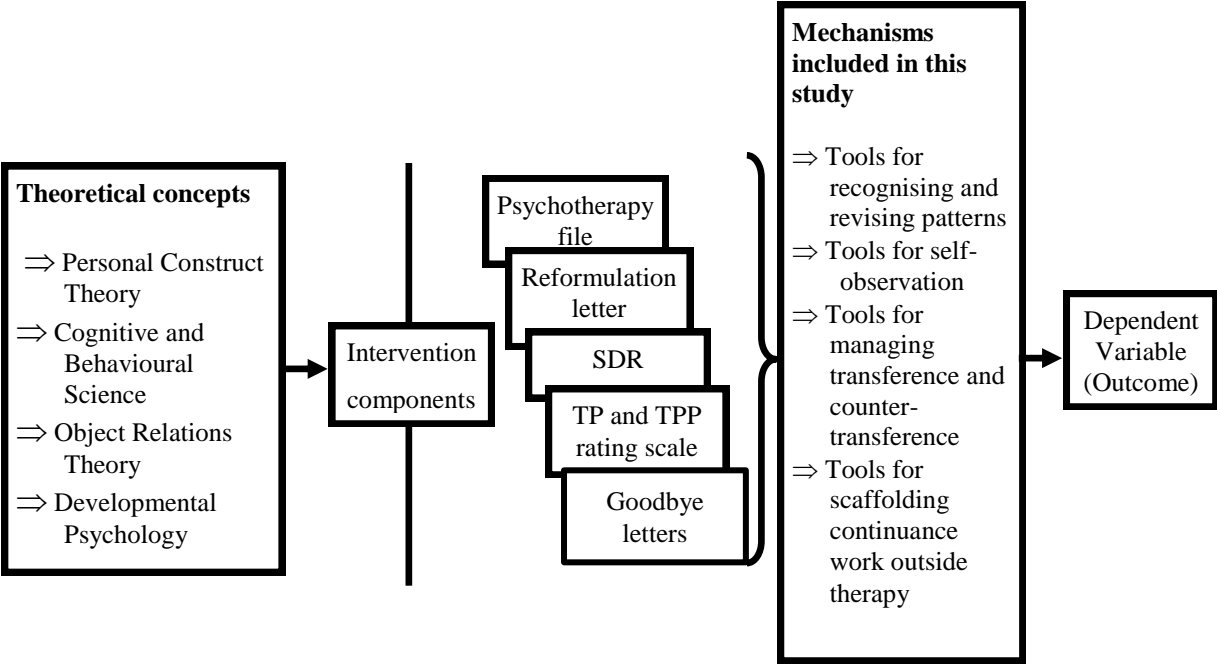 Theoretical concepts
⇒ Personal Construct
Theory
⇒ Cognitive and
Behavioural
Science
⇒ Object Relations
Theory
⇒ Developmental
Psychology
Intervention
components
Psychotherapy
file
Reformulation
letter
SDR
TP and TPP
rating scale
Goodbye
letters
Mechanisms
included in this
study
⇒ Tools for
recognising and
revising patterns
⇒ Tools for self-
observation
⇒ Tools for
managing
transference and
counter-
transference
⇒ Tools for
scaffolding
continuance
work outside
therapy
Dependent
Variable
(Outcome)